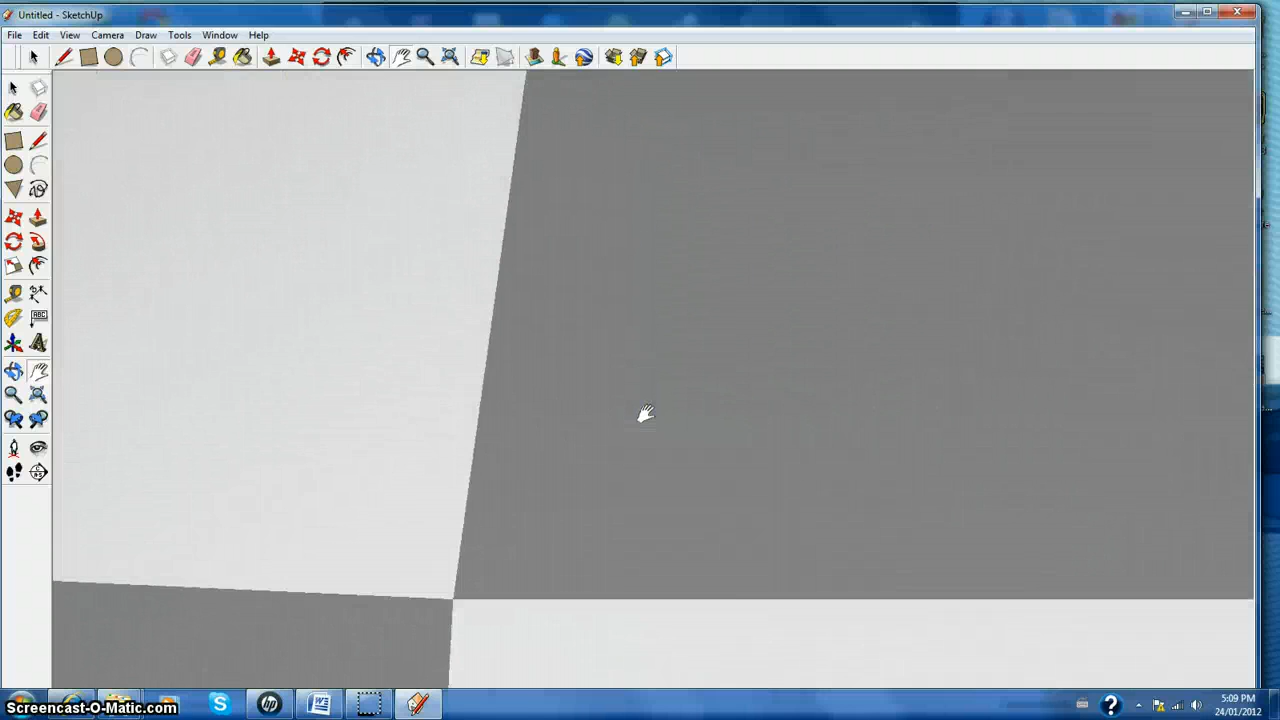 Untitled - SketchUp
File Edit View Camera Draw Tools Window Help
ABC
Screencast-O-Matic.com
5:09 PM
24/01/2012